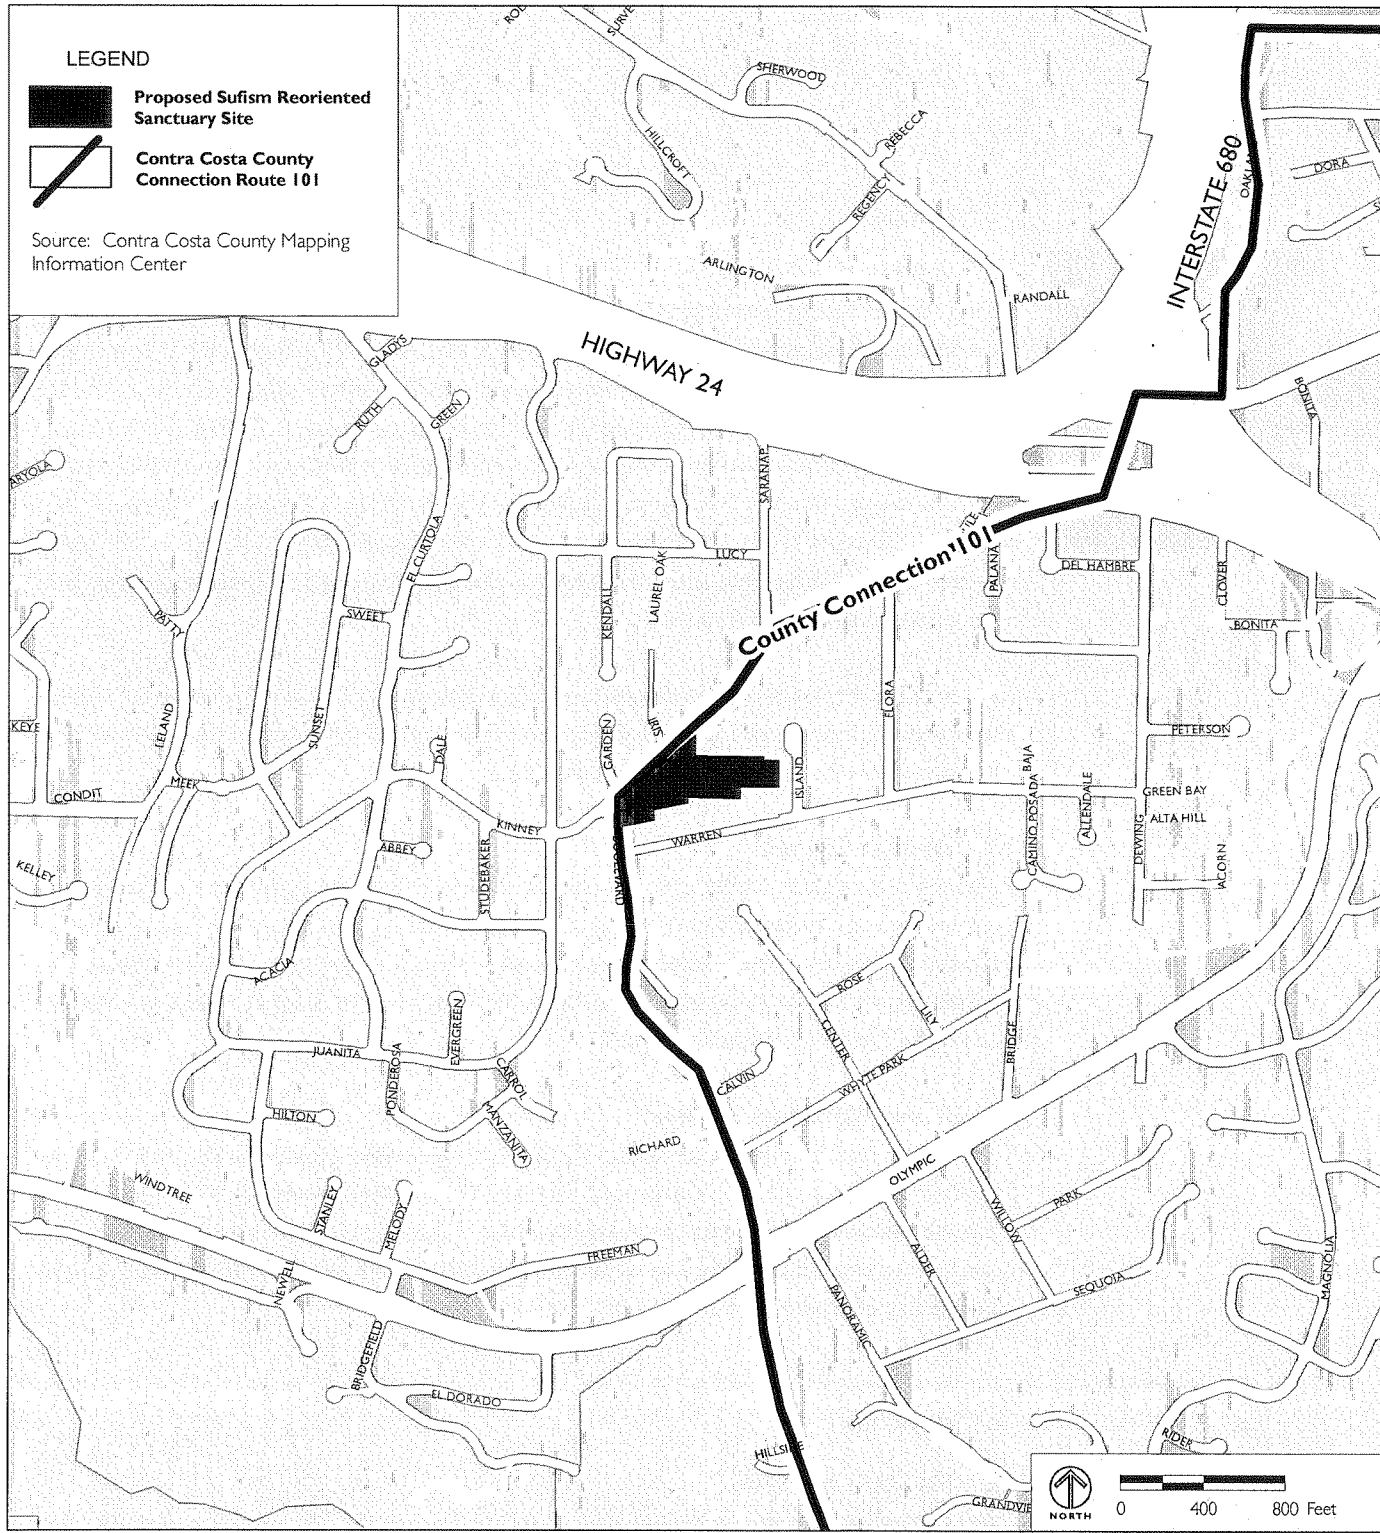 LEGEND
Proposed Sufism Reoriented
Sanctuary Site
Contra Costa County
Connection Route 101
Source: Contra Costa County Mapping
Information Center
SHERWOOD
REBECCA
HILLCROFT
REGENCY
ARLINGTON
RANDALL
INTERSTATE 680
DORA
HIGHWAY 24
GLADYS
RUTH
GREEN
BONITA
SARANAP
EL CURTOLA
LUCY
LAUREL OAK
KENDALL
County Connection 101
PALANA
DEL HAMBRE
CLOVER
BONITA
PATTY
SWEET
LELAND
SUNSET
FLORA
KEYE
DALE
GARDEN
IRIS
ISLAND
PETERSON
MEEK
CONDIT
KINNEY
WARREN
CAMINO POSADA BAJA
ALLENDALE
GREEN BAY
ALTA HILL
DEWING
ACORN
KELLEY
ABBEY
STUDEBAKER
ACACIA
ROSE
LILY
CENTER
BRIDGE
EVERGREEN
JUANITA
PONDEROSA
CARROL
CALVIN
WHYTE PARK
HILTON
MANZANITA
RICHARD
OLYMPIC
WINDTREE
STANLEY
MELODY
WILLOW
PARK
FREEMAN
ALDER
NEWELL
SEQUOIA
MAGNOLIA
PANORAMIC
BRIDGEFIELD
EL DORADO
HILLSIDE
RIDER
NORTH
0 400 800 Feet